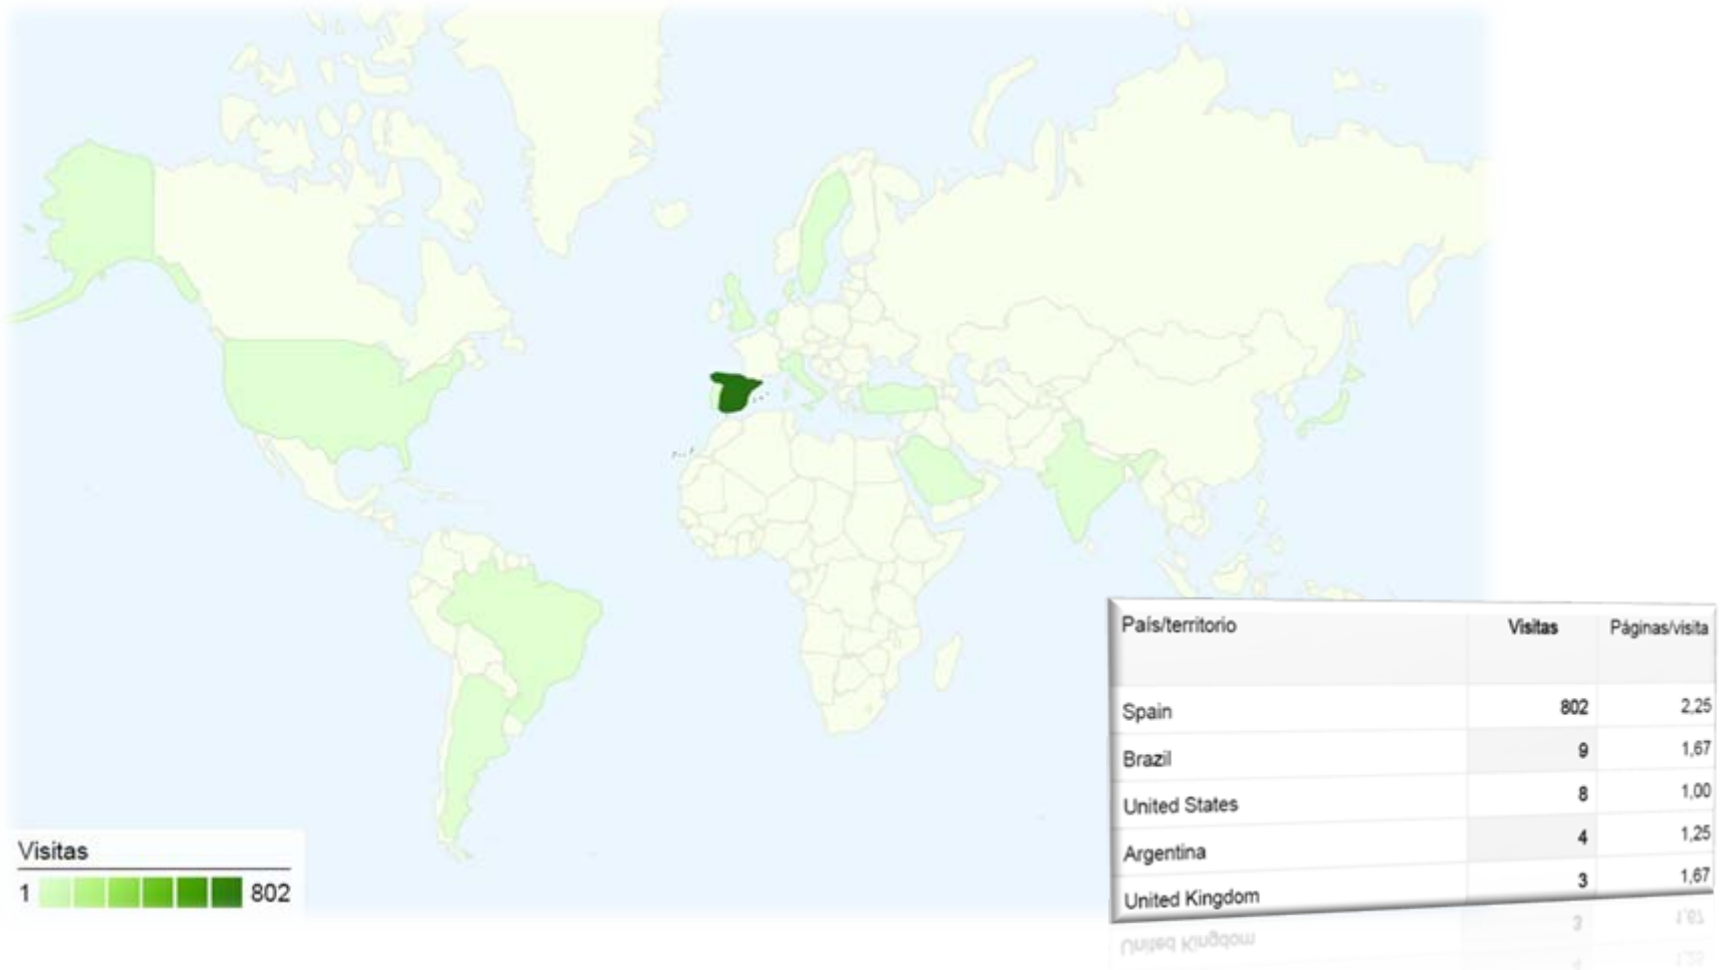 Visitas
1 802
País/territorio Visitas Páginas/visita
Spain 802 2,25
Brazil 9 1,67
United States 8 1,00
Argentina 4 1,25
United Kingdom 3 1,67